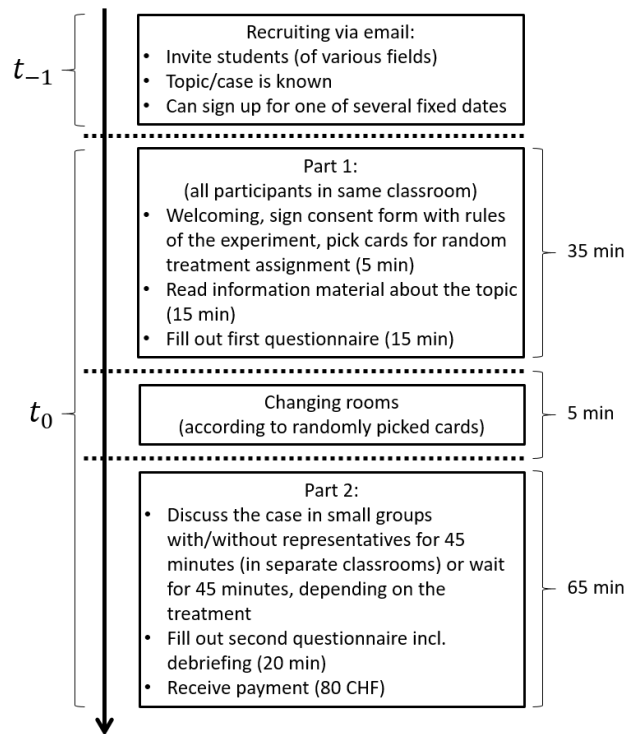 t₋₁
Recruiting via email:
• Invite students (of various fields)
• Topic/case is known
• Can sign up for one of several fixed dates
t₀
Part 1:
(all participants in same classroom)
• Welcoming, sign consent form with rules
of the experiment, pick cards for random
treatment assignment (5 min)
• Read information material about the topic
(15 min)
• Fill out first questionnaire (15 min)
35 min
Changing rooms
(according to randomly picked cards)
5 min
Part 2:
• Discuss the case in small groups
with/without representatives for 45
minutes (in separate classrooms) or wait
for 45 minutes, depending on the
treatment
• Fill out second questionnaire incl.
debriefing (20 min)
• Receive payment (80 CHF)
65 min